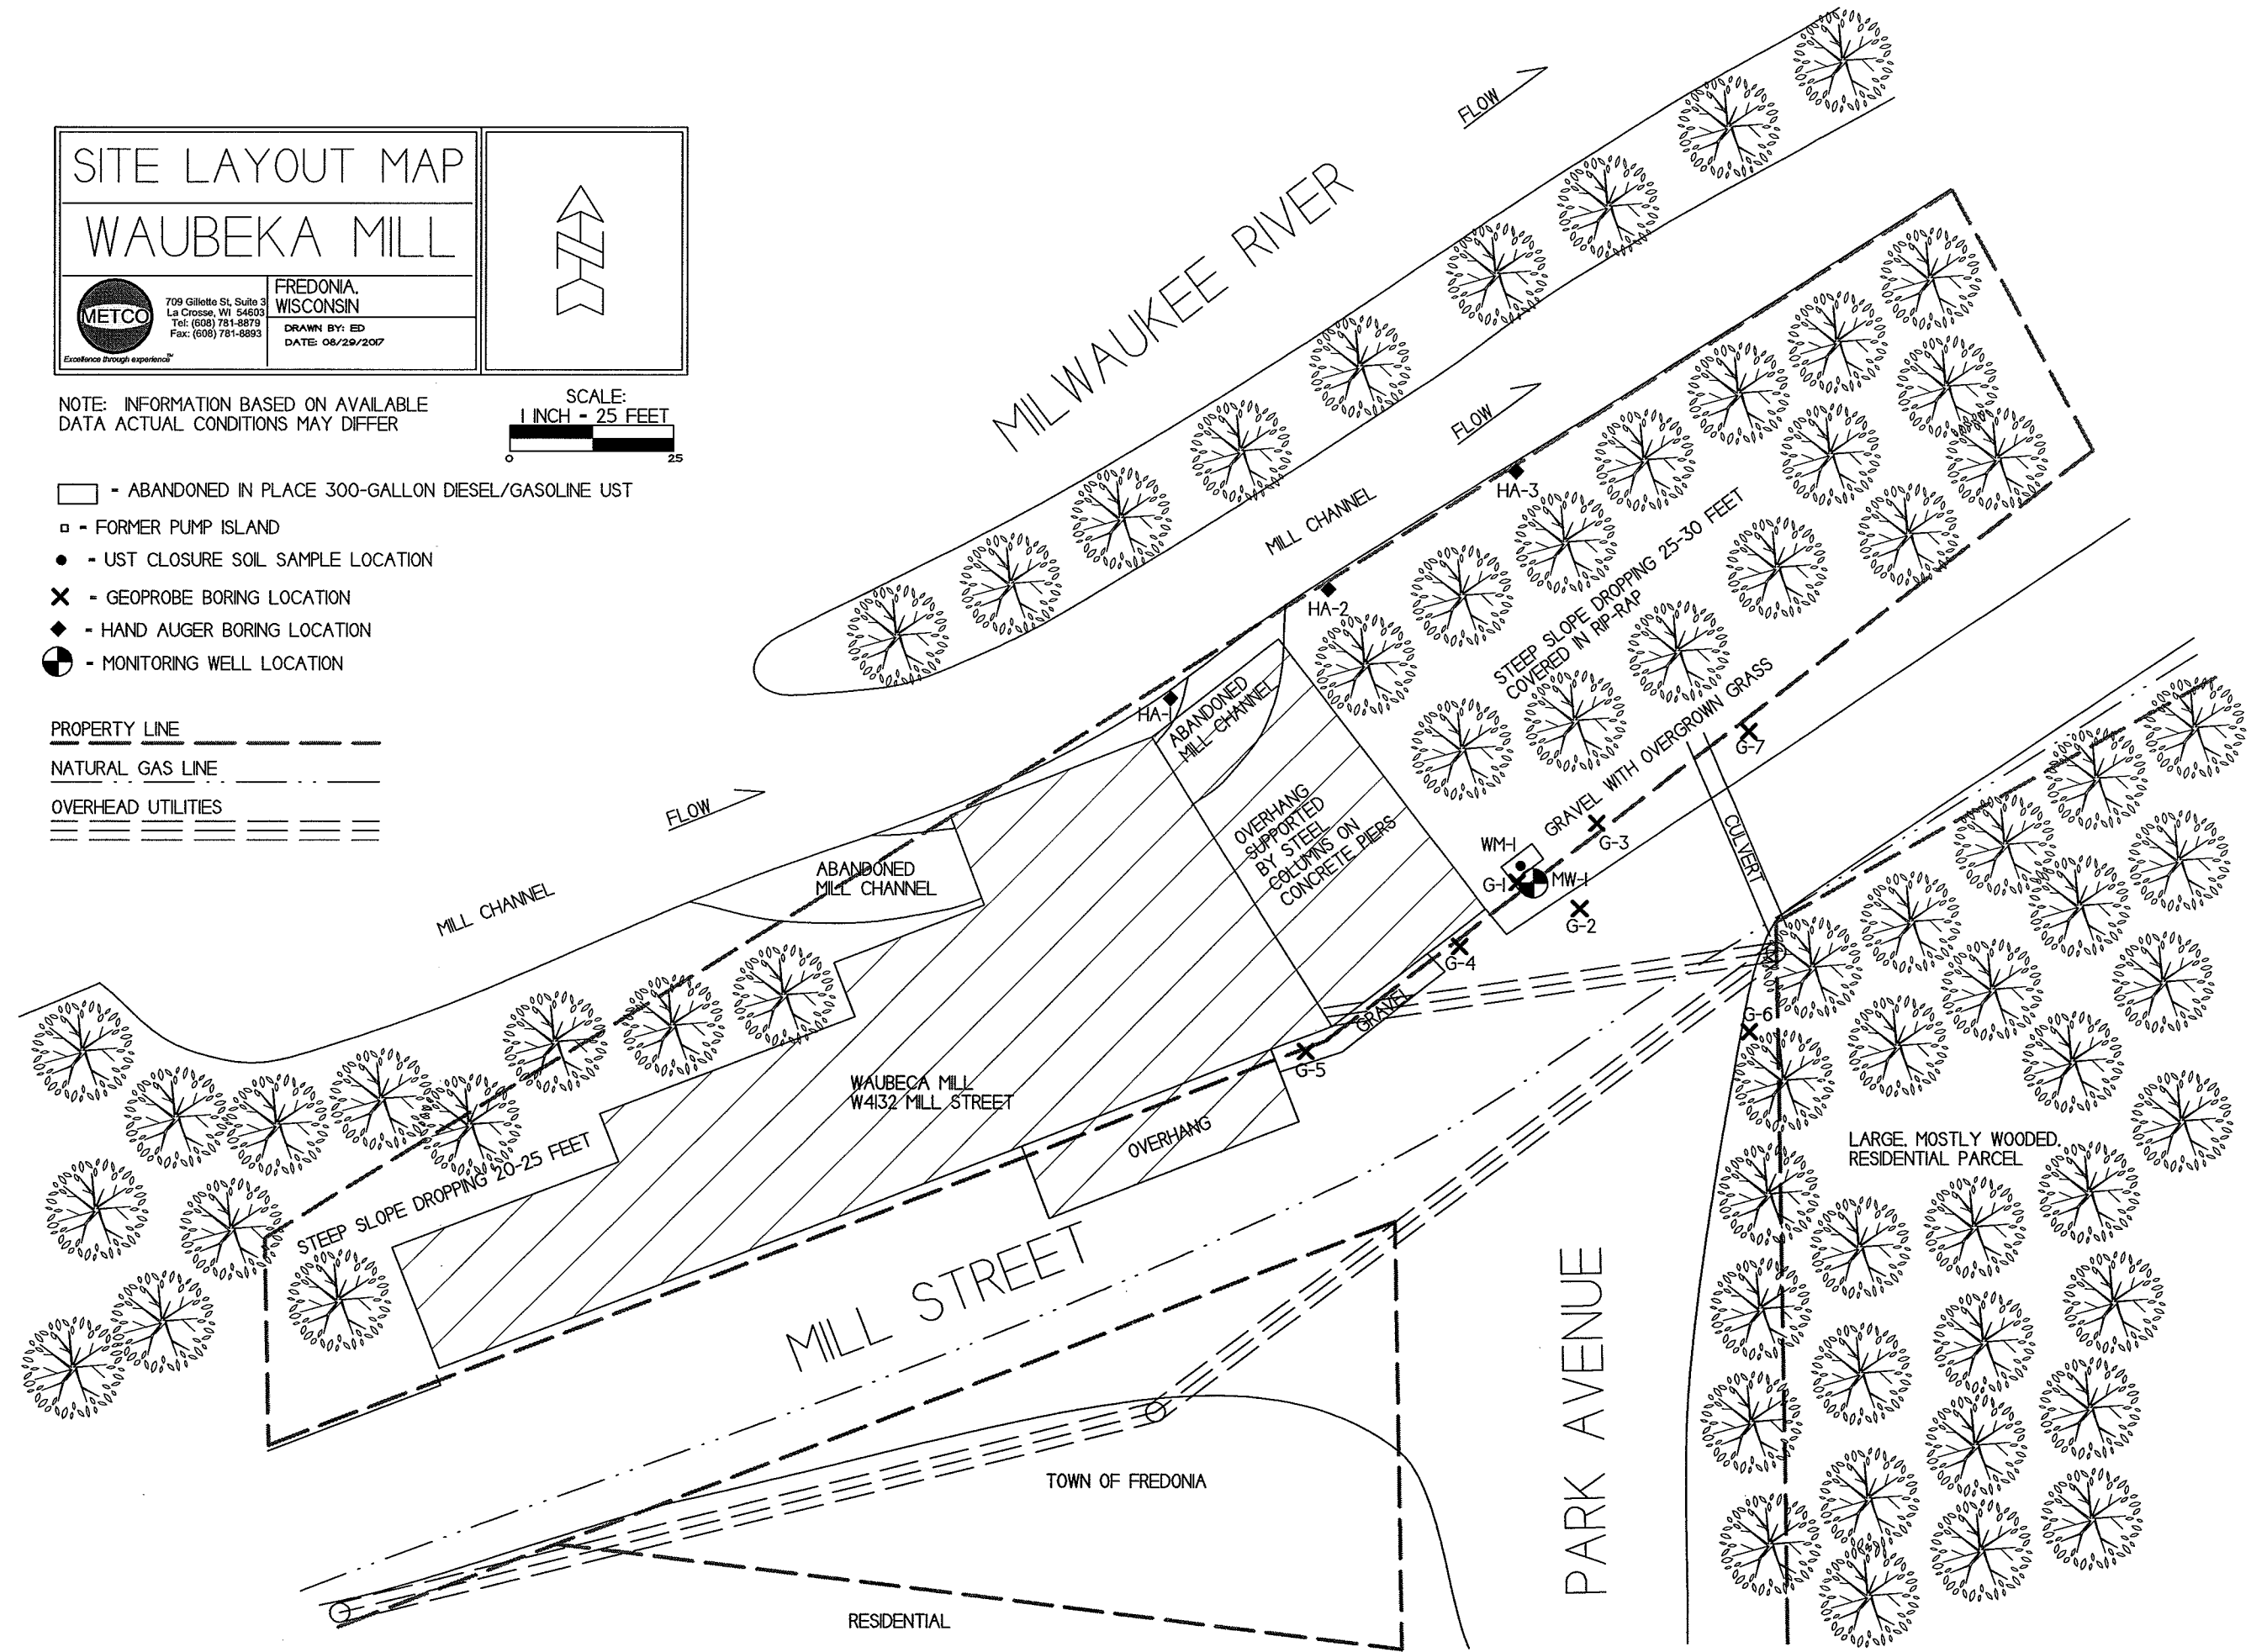 SITE LAYOUT MAP
WAUBEKA MILL
METCO
Excellence through experience™
709 Gillette St, Suite 3
La Crosse, WI 54603
Tel: (608) 781-8879
Fax: (608) 781-8893
FREDONIA,
WISCONSIN
DRAWN BY: ED
DATE: 08/29/2017
NOTE: INFORMATION BASED ON AVAILABLE
DATA ACTUAL CONDITIONS MAY DIFFER
SCALE:
1 INCH - 25 FEET
0 25
- ABANDONED IN PLACE 300-GALLON DIESEL/GASOLINE UST
- FORMER PUMP ISLAND
- UST CLOSURE SOIL SAMPLE LOCATION
- GEOPROBE BORING LOCATION
- HAND AUGER BORING LOCATION
- MONITORING WELL LOCATION
PROPERTY LINE
NATURAL GAS LINE
OVERHEAD UTILITIES
FLOW
MILWAUKEE RIVER
FLOW
MILL CHANNEL
HA-3
HA-2
HA-1
STEEP SLOPE DROPPING 25-30 FEET
COVERED IN RIP-RAP
ABANDONED
MILL CHANNEL
GRAVEL WITH OVERGROWN GRASS
G-7
FLOW
OVERHANG
SUPPORTED
BY STEEL
COLUMNS ON
CONCRETE PIERS
CULVERT
G-3
WM-1
G-1
MW-1
G-2
ABANDONED
MILL CHANNEL
MILL CHANNEL
G-4
GRAVEL
G-6
G-5
WAUBECA MILL
W4132 MILL STREET
OVERHANG
STEEP SLOPE DROPPING 20-25 FEET
LARGE, MOSTLY WOODED,
RESIDENTIAL PARCEL
MILL STREET
PARK AVENUE
TOWN OF FREDONIA
RESIDENTIAL